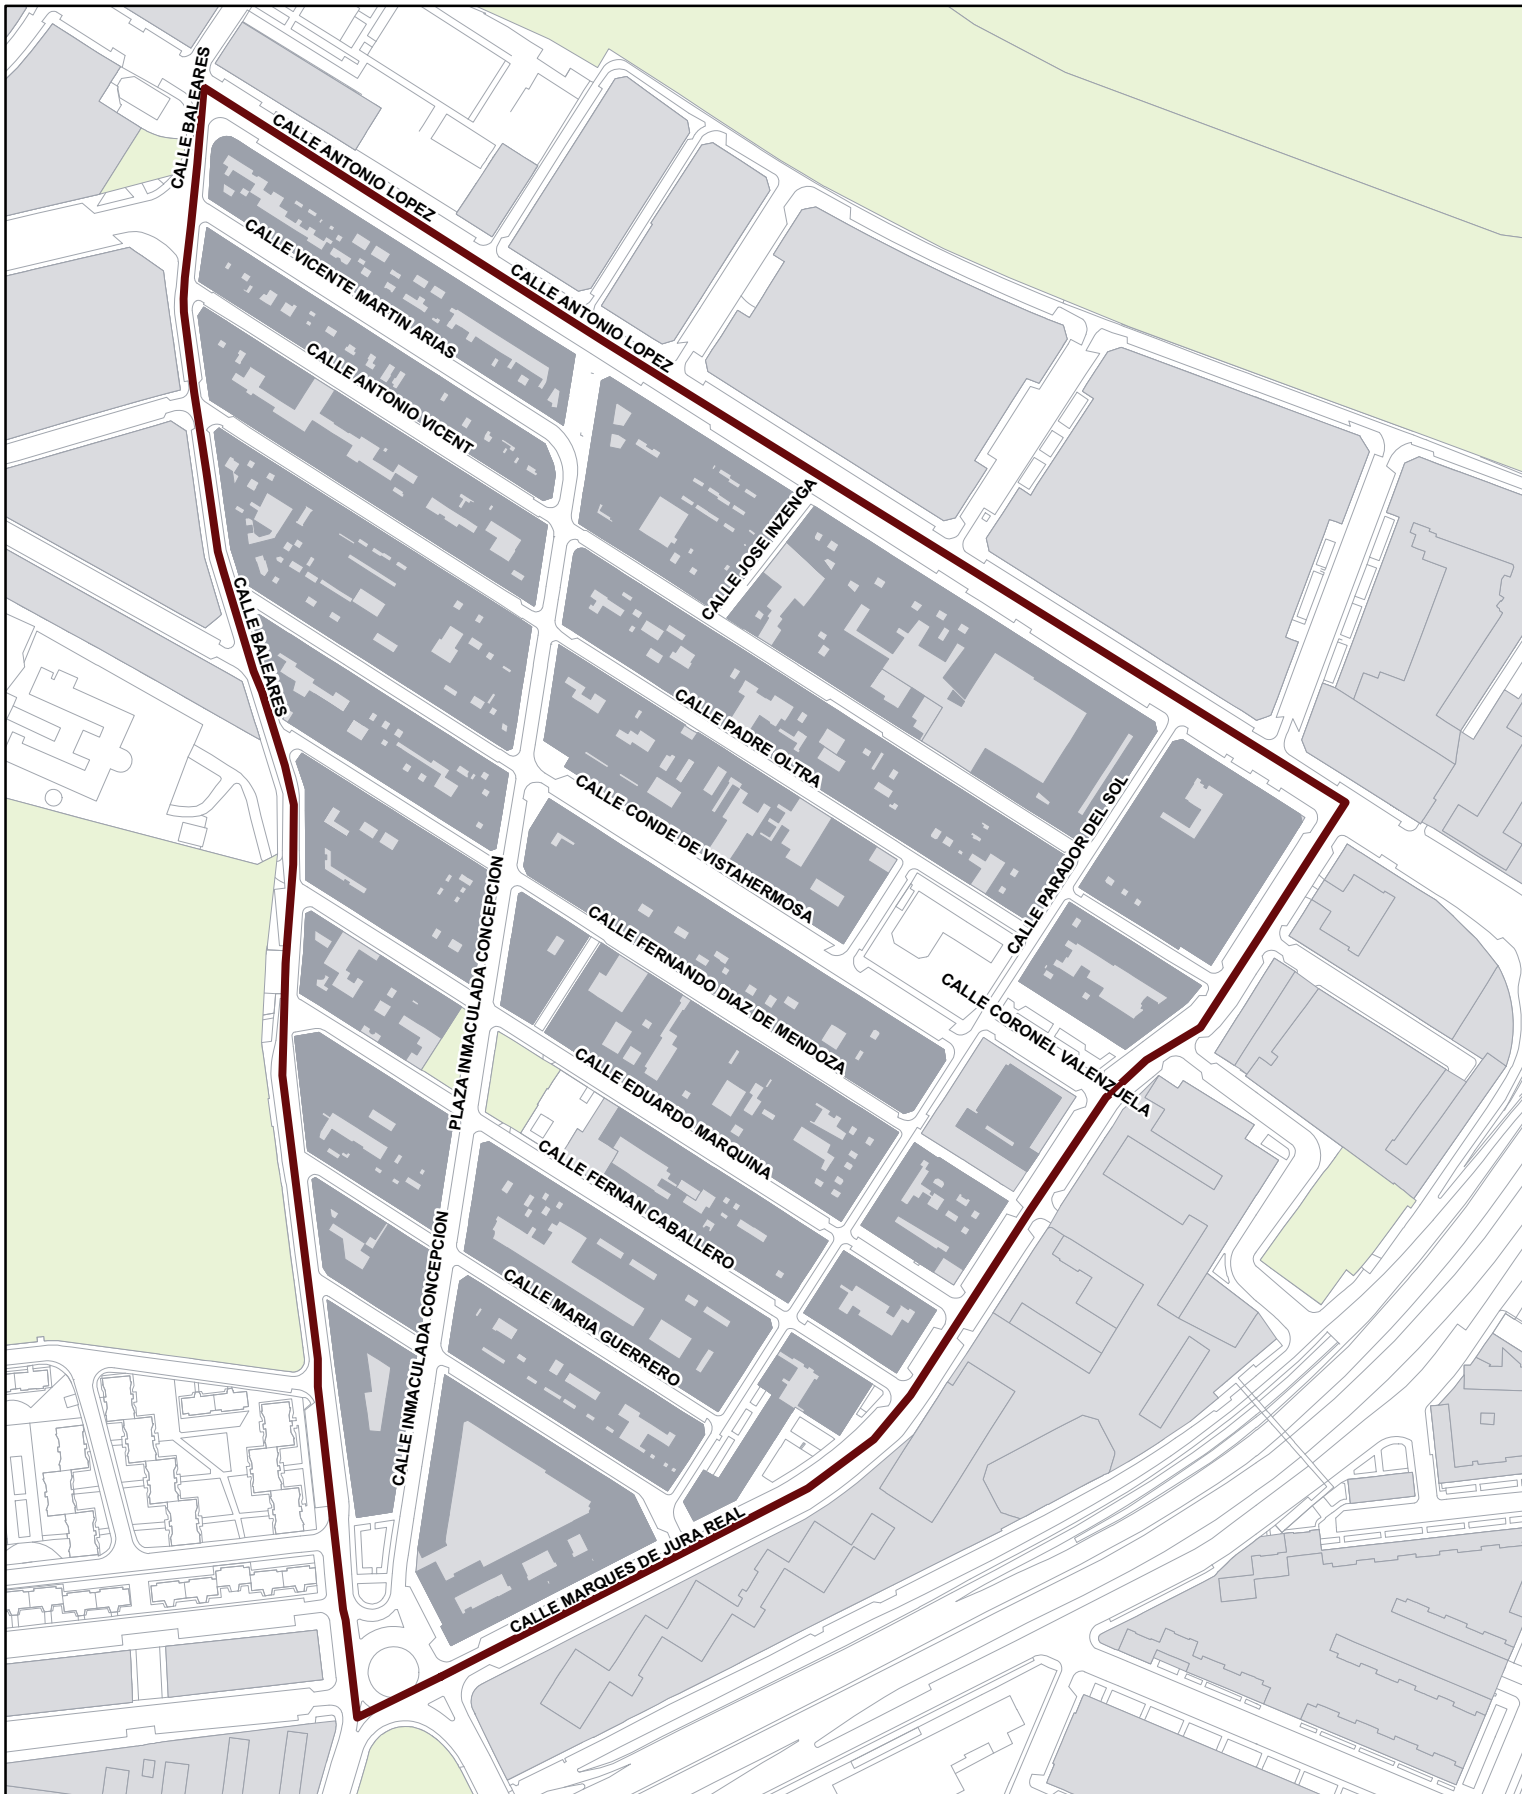 CALLE BALEARES
CALLE ANTONIO LOPEZ
CALLE VICENTE MARTIN ARIAS
CALLE ANTONIO LOPEZ
CALLE ANTONIO VICENT
CALLE JOSE INZENGA
CALLE BALEARES
CALLE PADRE OLTRA
CALLE CONDE DE VISTAHERMOSA
CALLE PARADOR DEL SOL
PLAZA INMACULADA CONCEPCION
CALLE FERNANDO DIAZ DE MENDOZA
CALLE CORONEL VALENZUELA
CALLE EDUARDO MARQUINA
CALLE FERNAN CABALLERO
CALLE INMACULADA CONCEPCION
CALLE MARIA GUERRERO
CALLE MARQUES DE JURA REAL